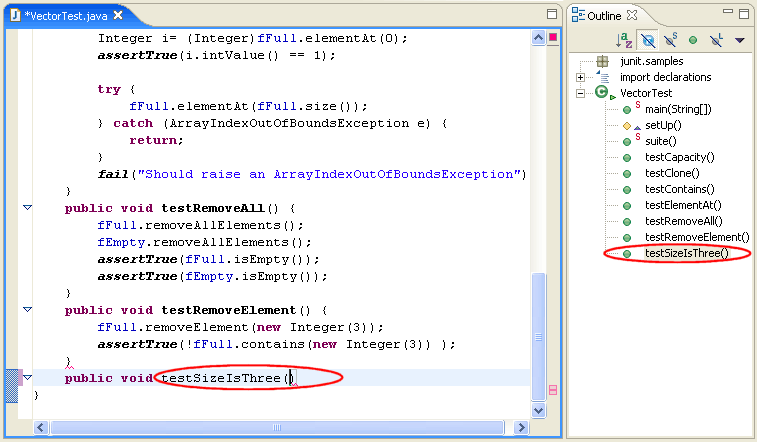 *VectorTest.java
Integer i= (Integer)fFull.elementAt(0);
assertTrue(i.intValue() == 1);
try {
fFull.elementAt(fFull.size());
} catch (ArrayIndexOutOfBoundsException e) {
return;
}
fail("Should raise an ArrayIndexOutOfBoundsException")
}
public void testRemoveAll() {
fFull.removeAllElements();
fEmpty.removeAllElements();
assertTrue(fFull.isEmpty());
assertTrue(fEmpty.isEmpty());
}
public void testRemoveElement() {
fFull.removeElement(new Integer(3));
assertTrue(!fFull.contains(new Integer(3)) );
}
public void testSizeIsThree()
}
Outline
junit.samples
import declarations
VectorTest
main(String[])
setUp()
suite()
testCapacity()
testClone()
testContains()
testElementAt()
testRemoveAll()
testRemoveElement()
testSizeIsThree()